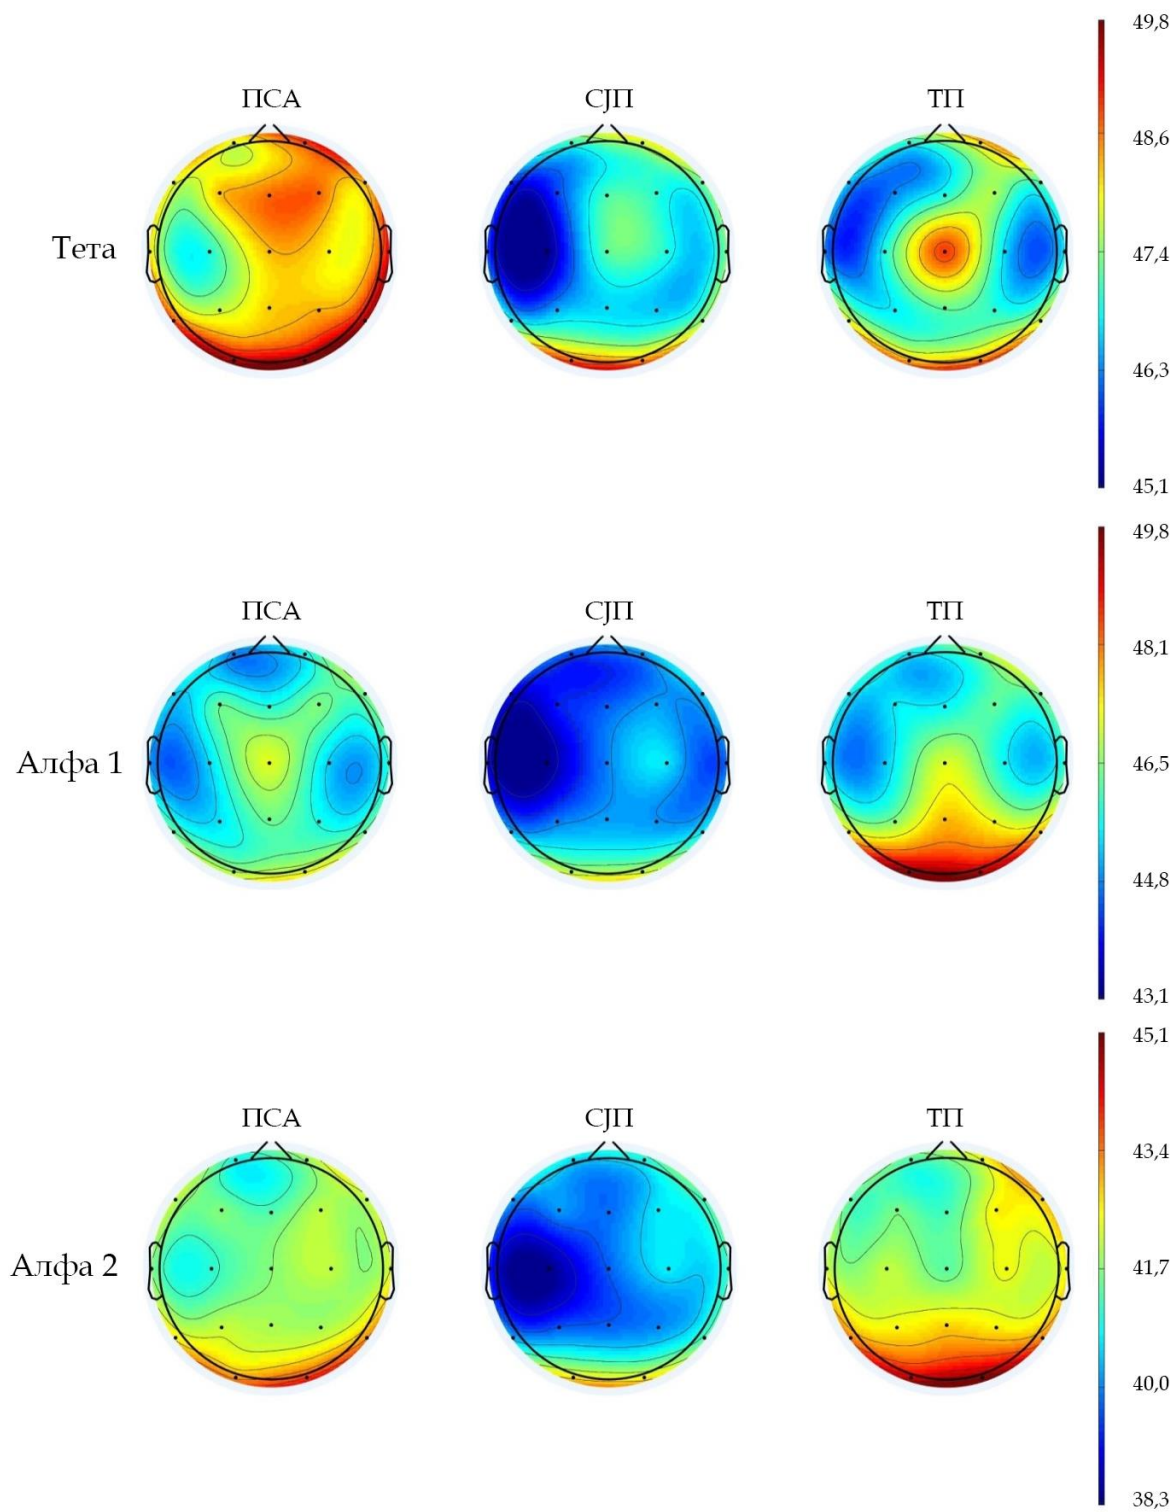 49,8
ПСА СЈП ТП
48,6
Тета
47,4
46,3
45,1
49,8
ПСА СЈП ТП
48,1
Алфа 1
46,5
44,8
43,1
45,1
ПСА СЈП ТП
43,4
Алфа 2
41,7
40,0
38,3